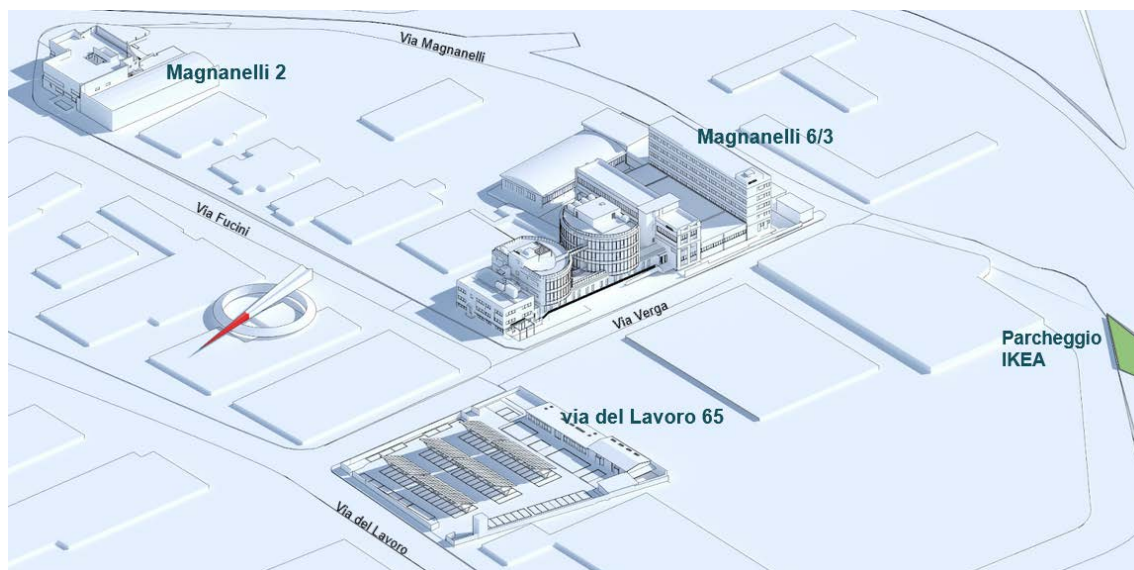 Via Magnanelli
Magnanelli 2
Magnanelli 6/3
Via Fucini
Via Verga
Parcheggio
IKEA
via del Lavoro 65
Via del Lavoro